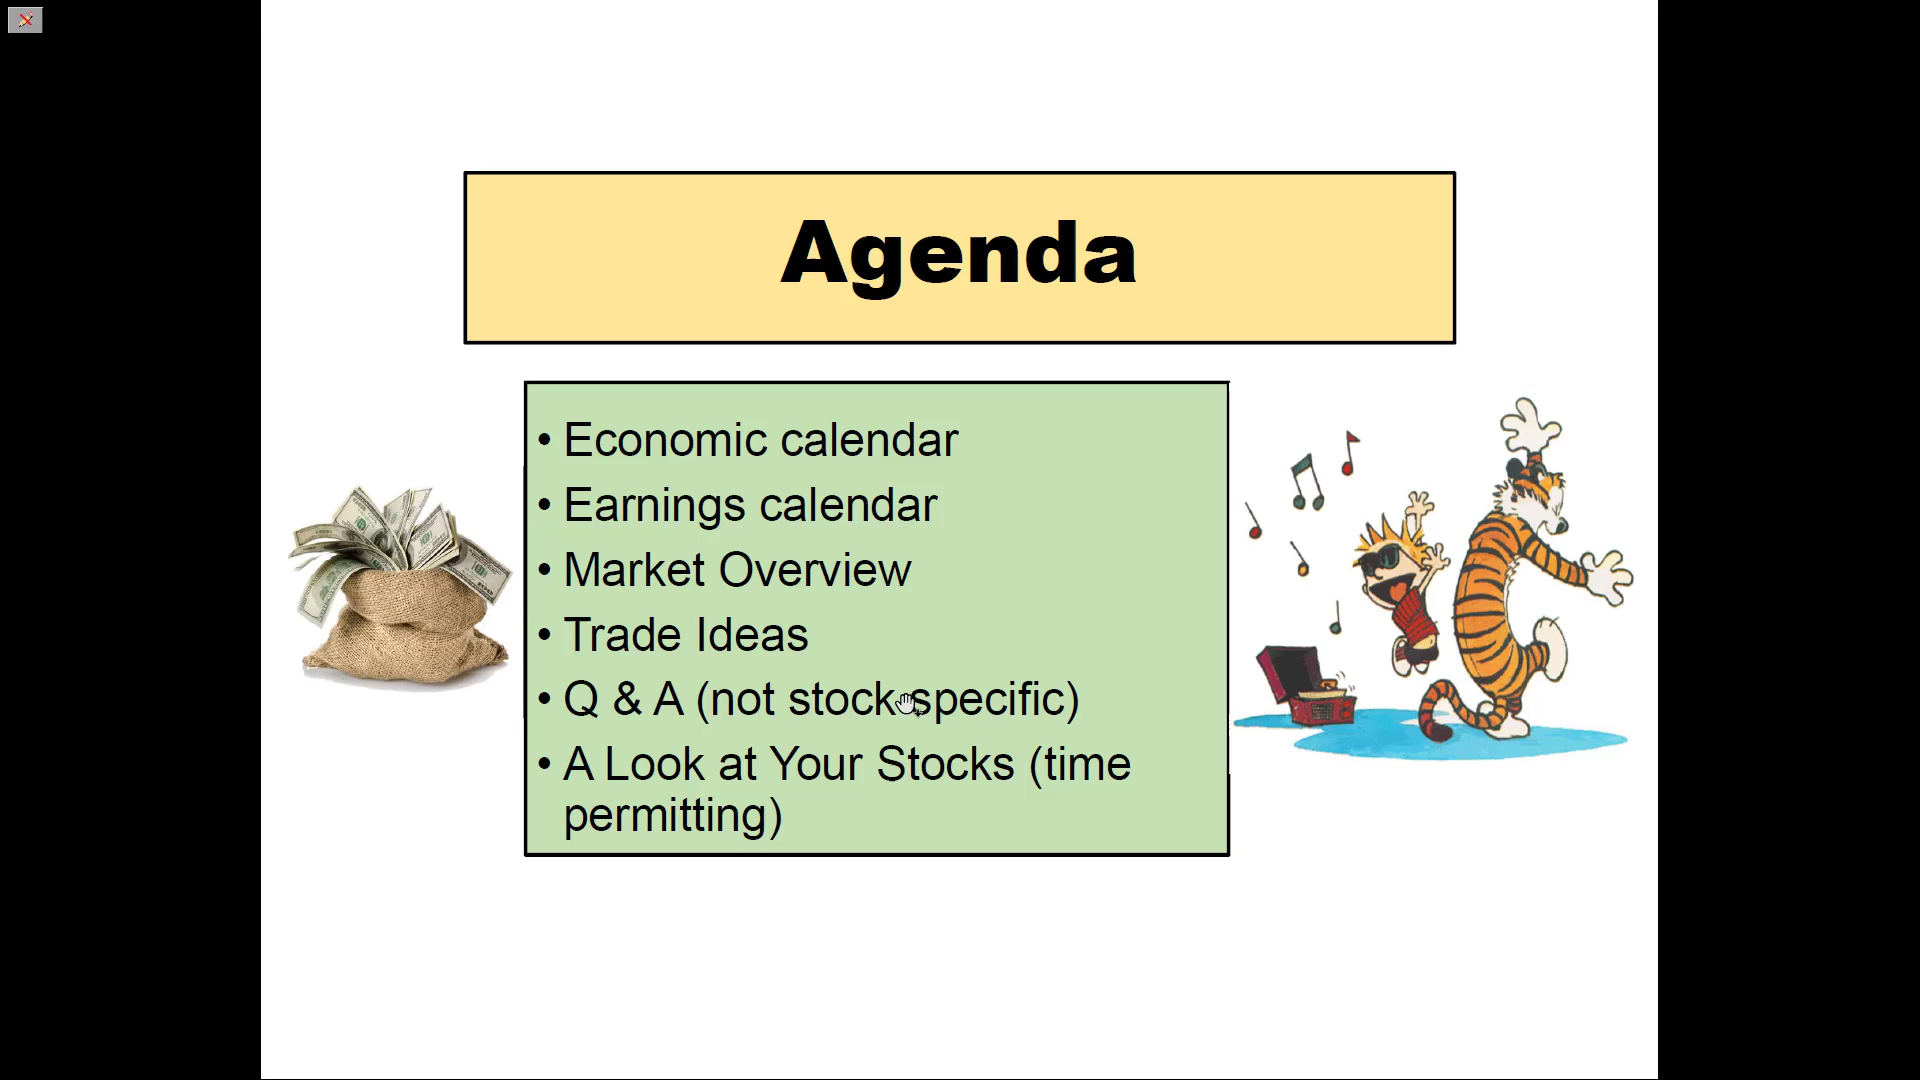 Agenda
• Economic calendar
• Earnings calendar
• Market Overview
• Trade Ideas
• Q & A (not stock specific)
• A Look at Your Stocks (time
permitting)